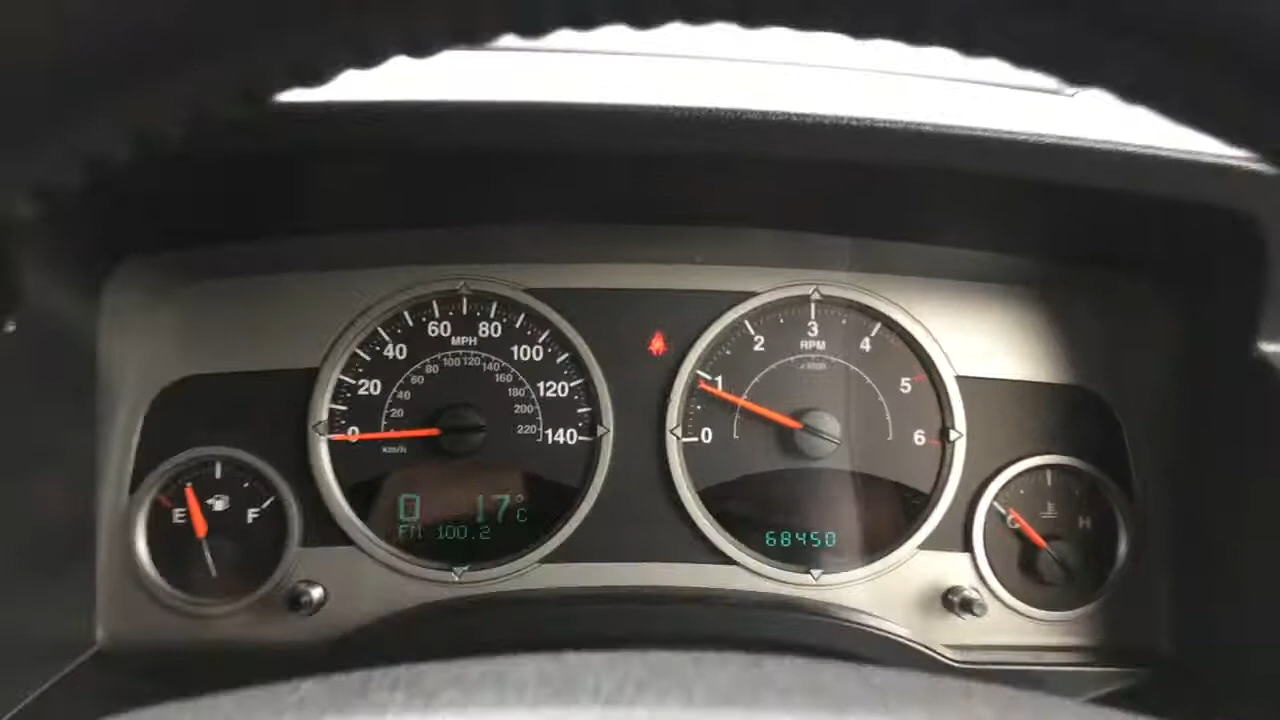 60 80
MPH
40 100
20 120
0 140
20 40 60 80 100 120 140 160 180 200 220
km/h
0 17°C
FM 100.2
E F
0 1 2 3 4 5 6
RPM
68450
C H